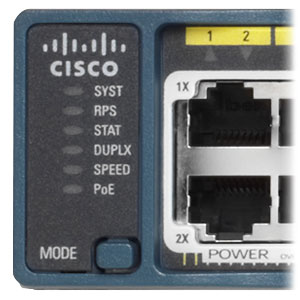 CISCO
SYST
RPS
STAT
DUPLX
SPEED
PoE
MODE
1 2
1X
2X
POWER